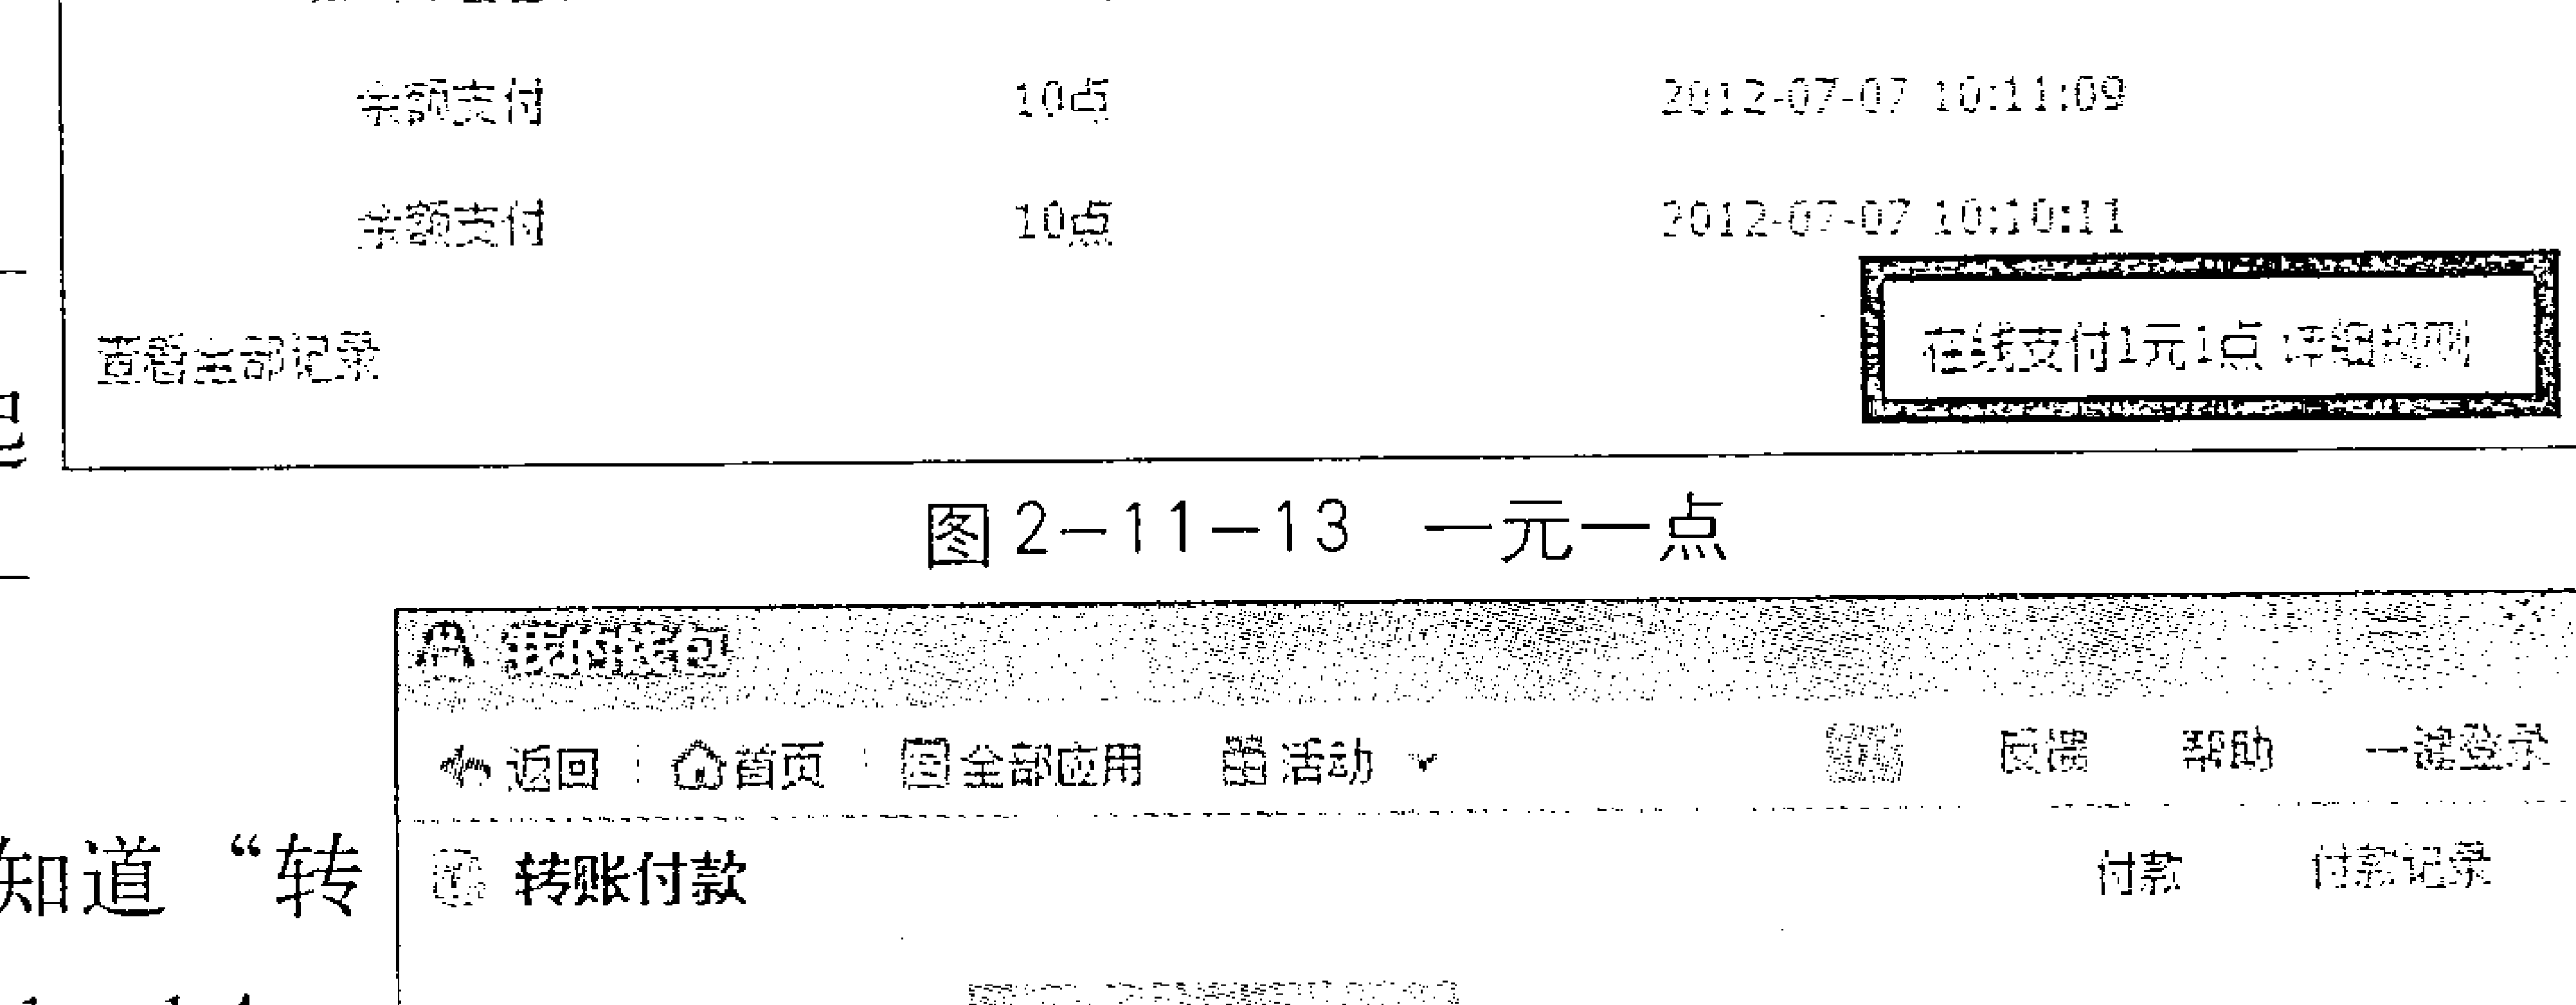 余额支付 10点 2012-07-07 10:11:09
余额支付 10点 2012-07-07 10:10:11
查看全部记录 在线支付1元1点 详细规则
图 2-11-13 一元一点
我的钱包
返回 首页 全部应用 活动 反馈 帮助 一键登录
知道“转
转账付款 付款 付款记录